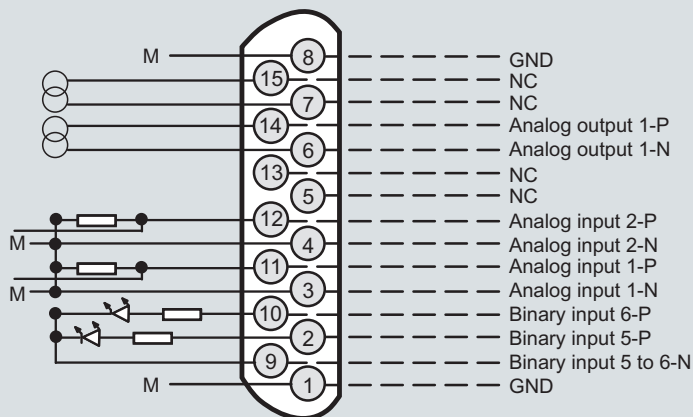 M 8 GND
15 NC
7 NC
14 Analog output 1-P
6 Analog output 1-N
13 NC
5 NC
12 Analog input 2-P
M 4 Analog input 2-N
11 Analog input 1-P
M 3 Analog input 1-N
10 Binary input 6-P
2 Binary input 5-P
9 Binary input 5 to 6-N
M 1 GND